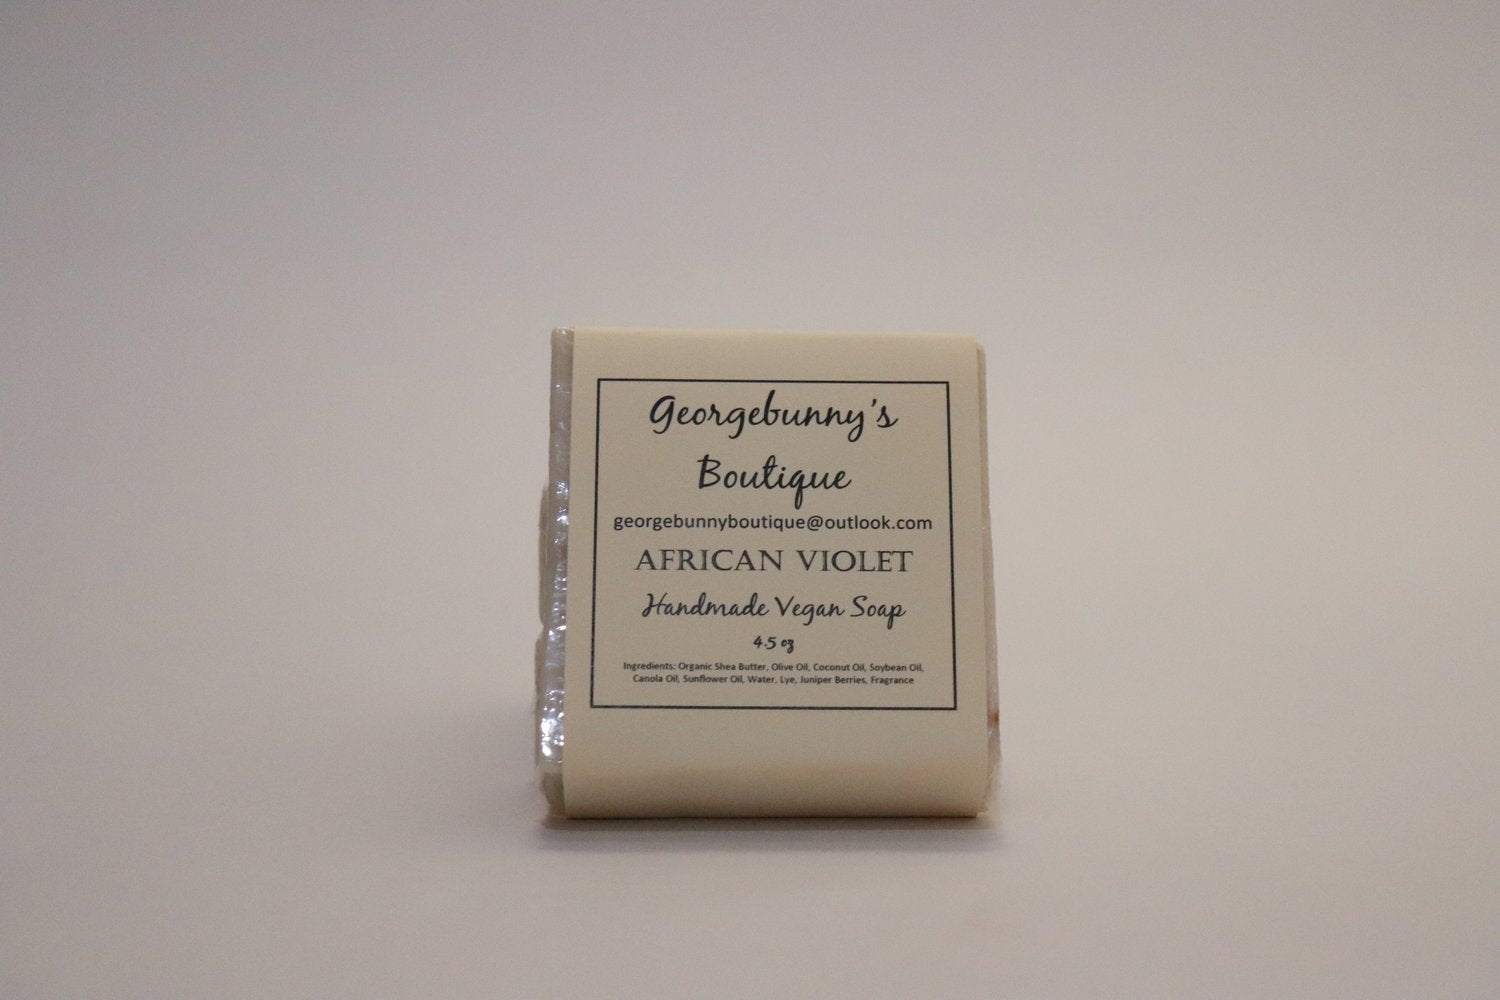 Georgebunny's
Boutique
georgebunnyboutique@outlook.com
AFRICAN VIOLET
Handmade Vegan Soap
4.5 oz
Ingredients: Organic Shea Butter, Olive Oil, Coconut Oil, Soybean Oil,
Canola Oil, Sunflower Oil, Water, Lye, Juniper Berries, Fragrance